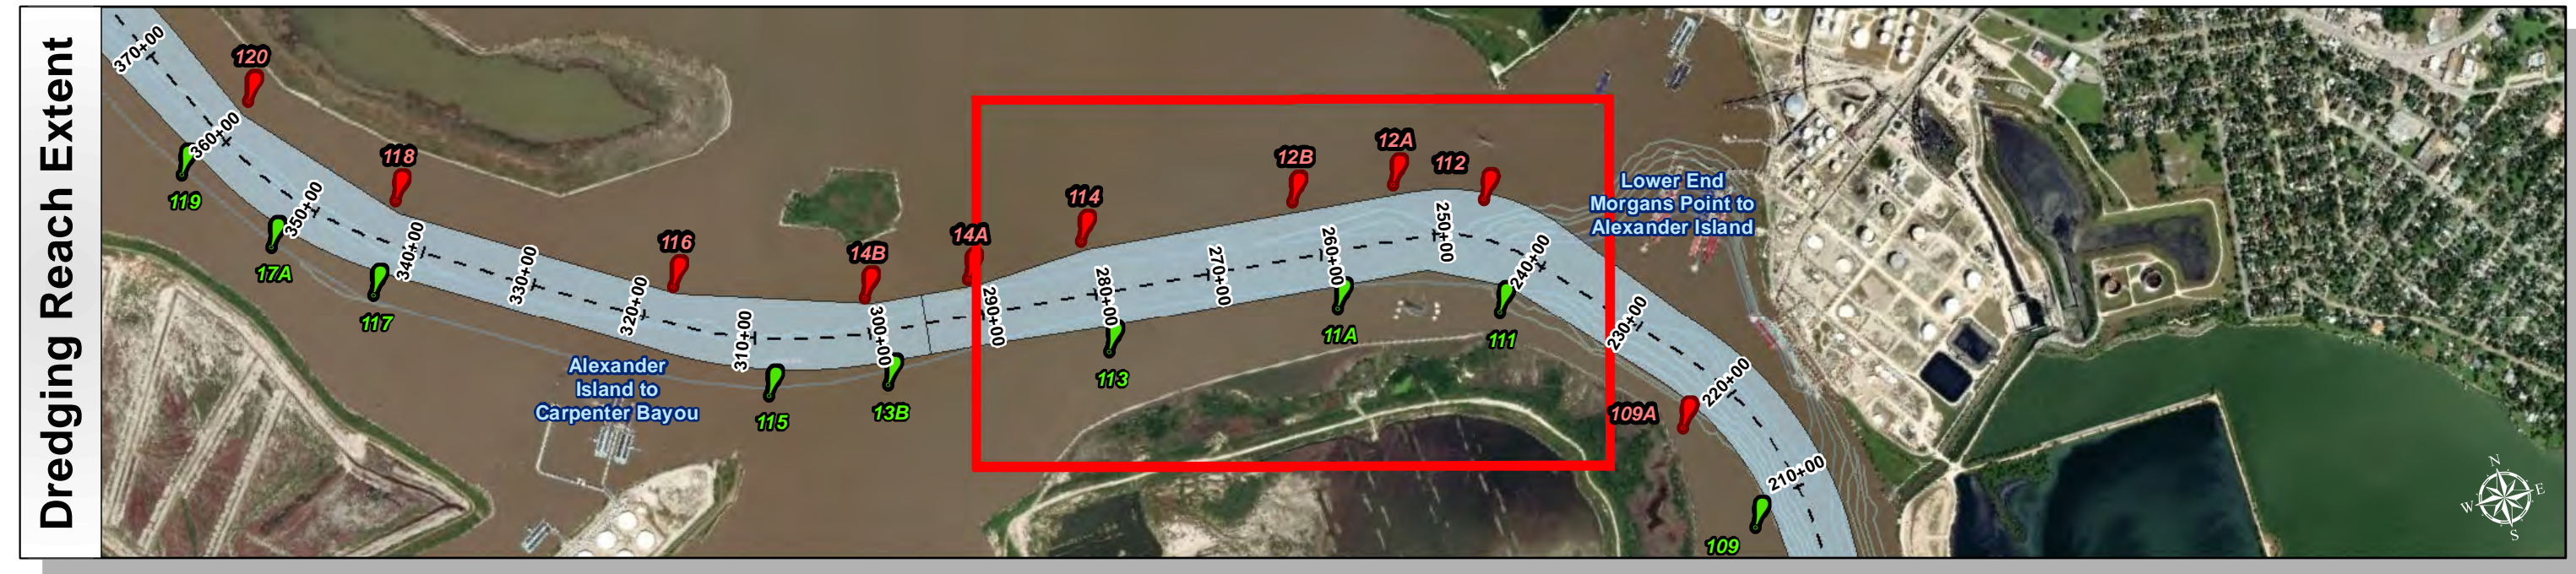 Dredging Reach Extent
370+00
120
360+00
119
118
350+00
17A
340+00
117
330+00
116
320+00
310+00
115
14B
300+00
13B
14A
290+00
114
280+00
113
270+00
12B
260+00
11A
12A
112
250+00
240+00
111
230+00
109A
220+00
210+00
109
Lower End
Morgans Point to
Alexander Island
Alexander
Island to
Carpenter Bayou
N
E
S
W